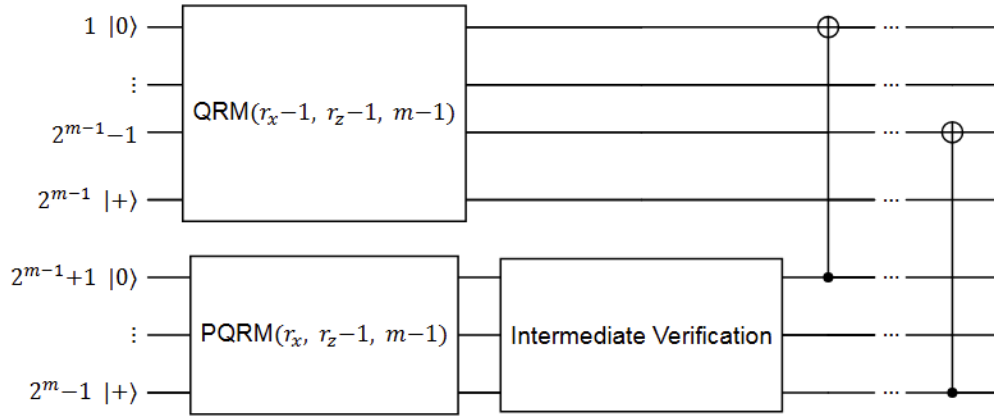 1 |0⟩
⋮
2^{m-1}−1
2^{m-1} |+⟩
QRM(r_x−1, r_z−1, m−1)
... 
...
...
...
...
...
...
...
2^{m-1}+1 |0⟩
⋮
2^m−1 |+⟩
PQRM(r_x, r_z−1, m−1)
Intermediate Verification
...
...
...
...
...
...